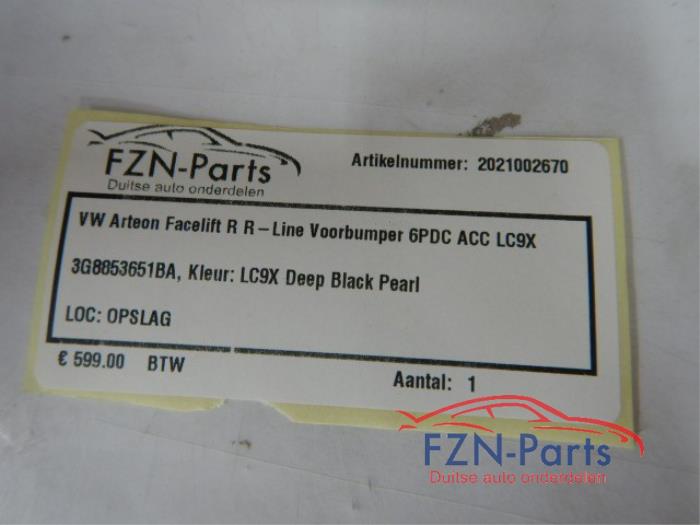 FZN-Parts
Duitse auto onderdelen
Artikelnummer: 2021002670
VW Arteon Facelift R R-Line Voorbumper 6PDC ACC LC9X
3G8853651BA, Kleur: LC9X Deep Black Pearl
LOC: OPSLAG
€ 599.00 BTW
Aantal: 1
FZN-Parts
Duitse auto onderdelen